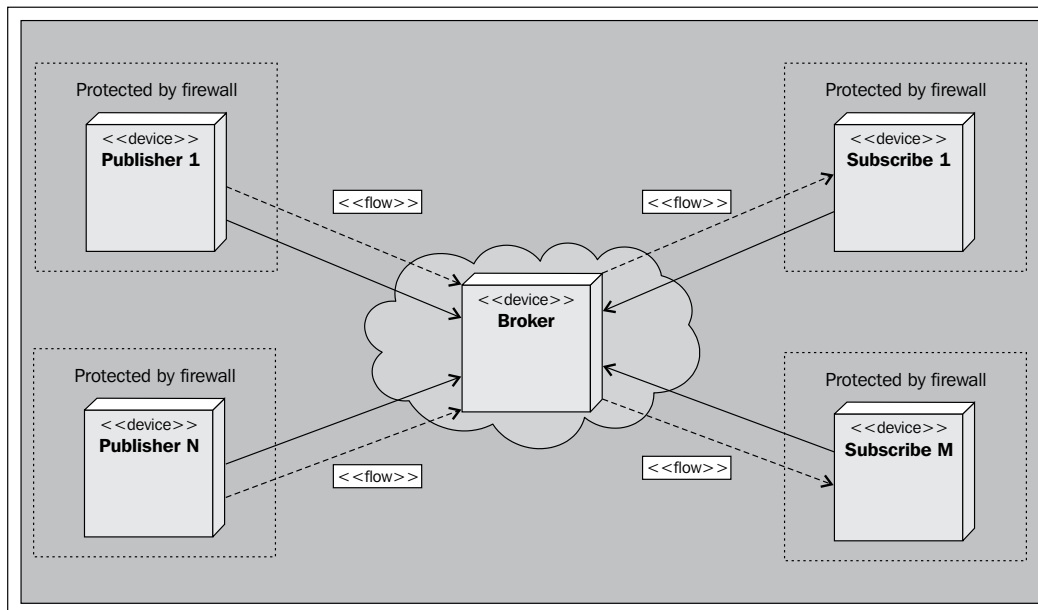 Protected by firewall
<<device>>
Publisher 1
<<flow>>
<<flow>>
Protected by firewall
<<device>>
Subscribe 1
<<device>>
Broker
Protected by firewall
<<device>>
Publisher N
<<flow>>
<<flow>>
Protected by firewall
<<device>>
Subscribe M